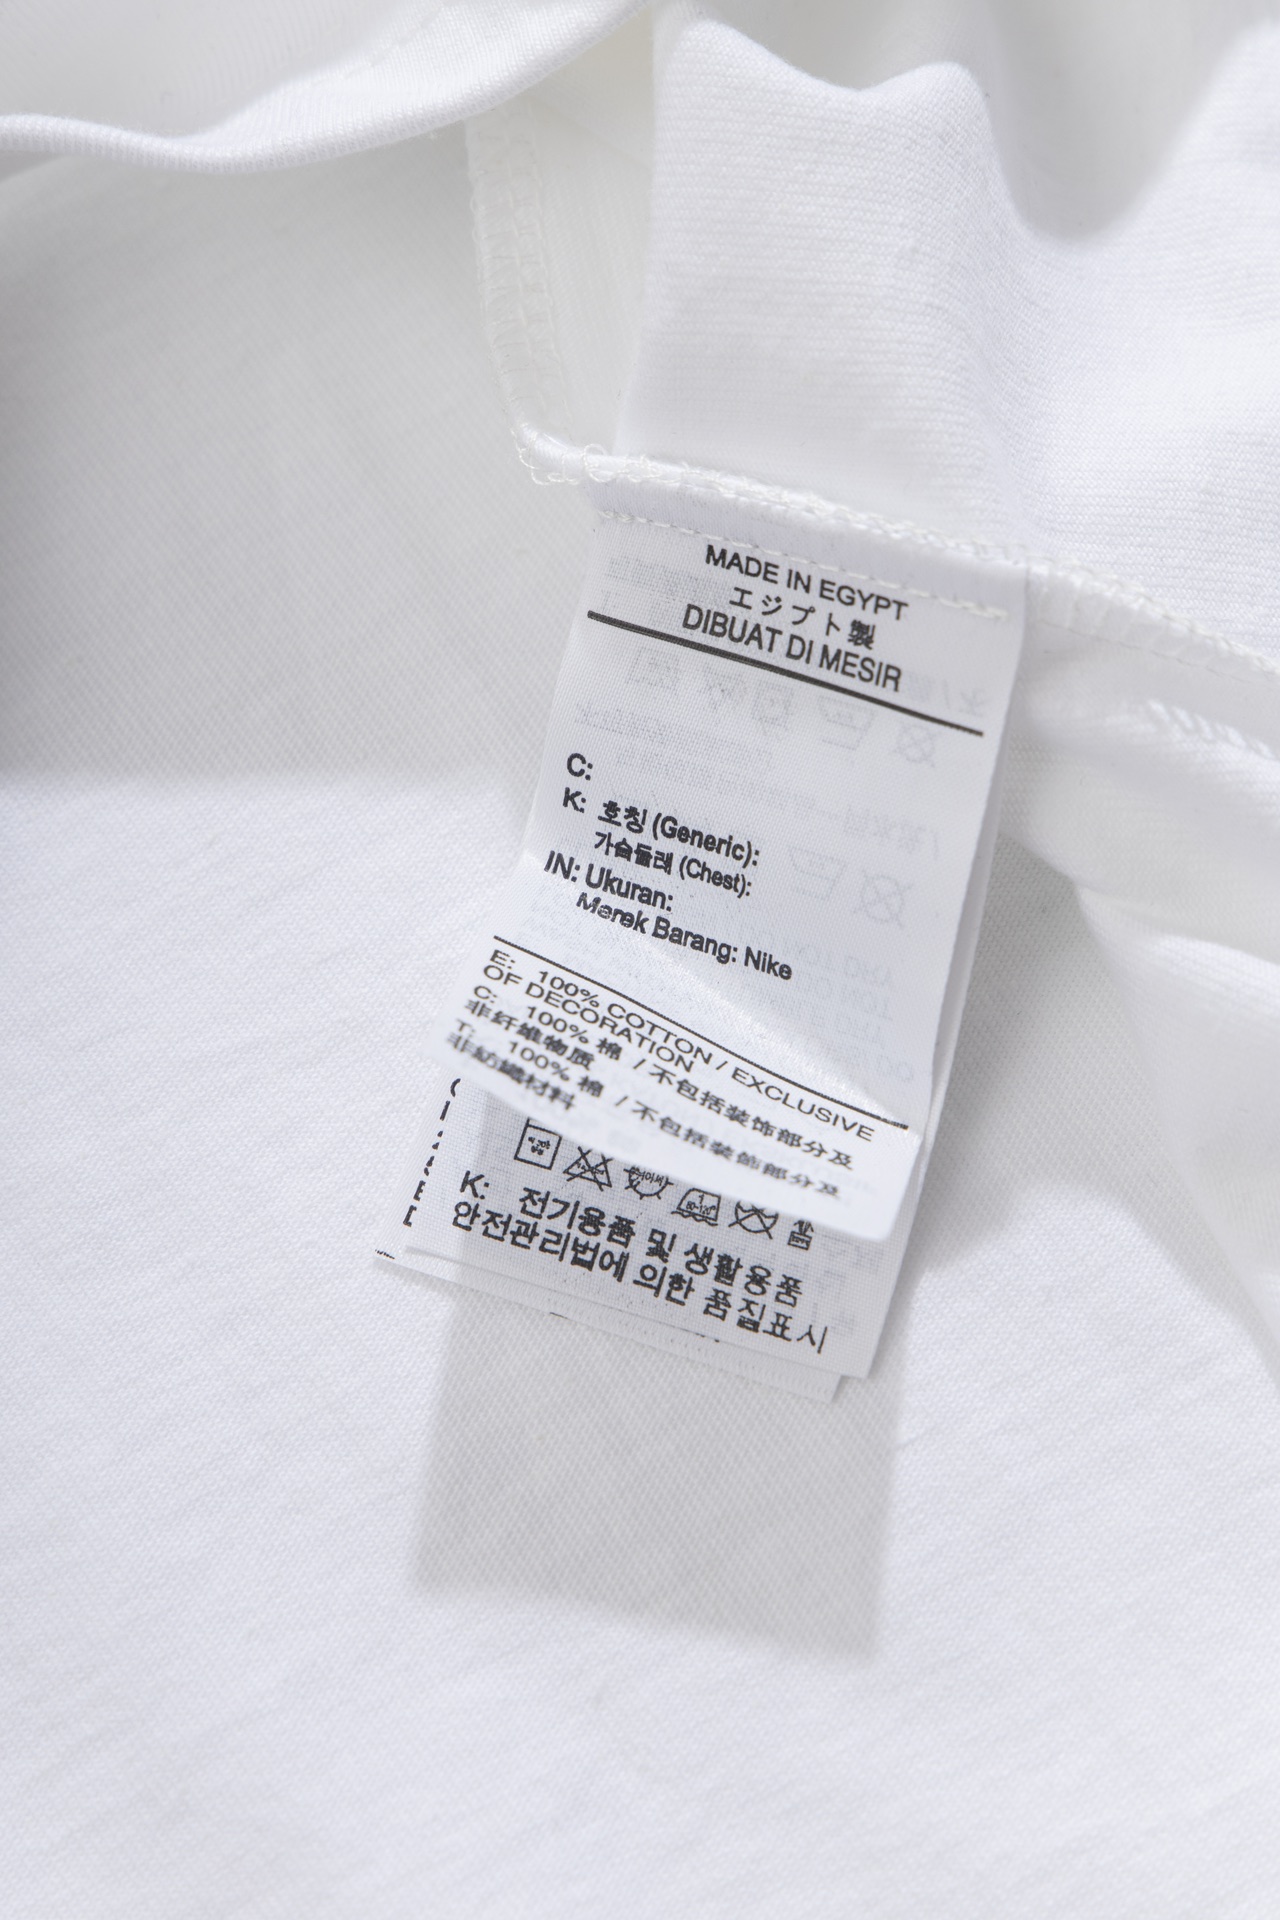 MADE IN EGYPT
エジプト製
DIBUAT DI MESIR
C:
K: 호칭 (Generic):
가슴둘레 (Chest):
IN: Ukuran:
Merek Barang: Nike
E: 100% COTTON / EXCLUSIVE
OF DECORATION
C: 100% 棉 / 不包括装饰部分及
非纤维物质
T: 100% 棉 / 不包括裝飾部分及
非紡織材料
K: 전기용품 및 생활용품
안전관리법에 의한 품질표시